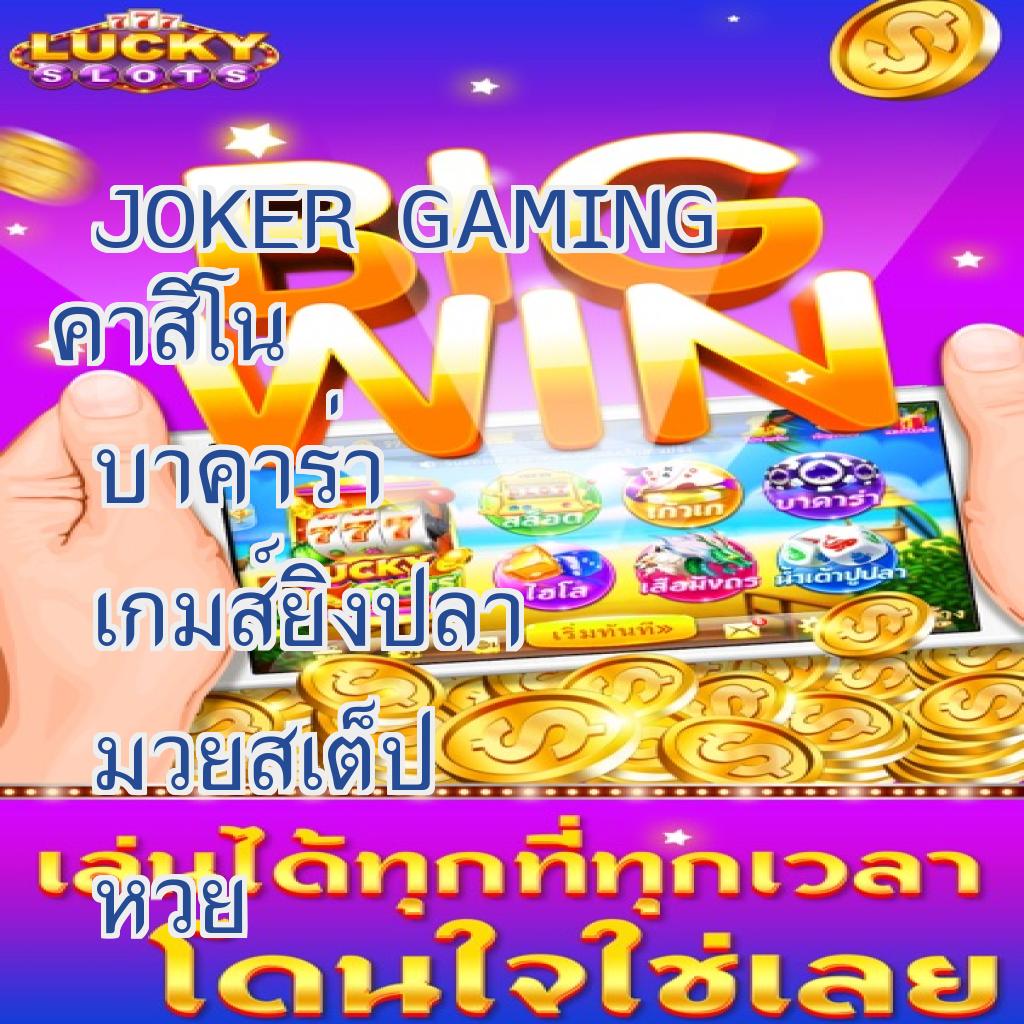 777
LUCKY
SLOTS
BIG
WIN
JOKER GAMING
คาสิโน
บาคาร่า
เกมส์ยิงปลา
มวยสเต็ป
หวย
777
สล็อต
เก้าเก
บาคาร่า
ไฮโล
เสือมังกร
น้ำเต้าปูปลา
เริ่มทันที»
เล่นได้ทุกที่ทุกเวลา
โดนใจใช่เลย